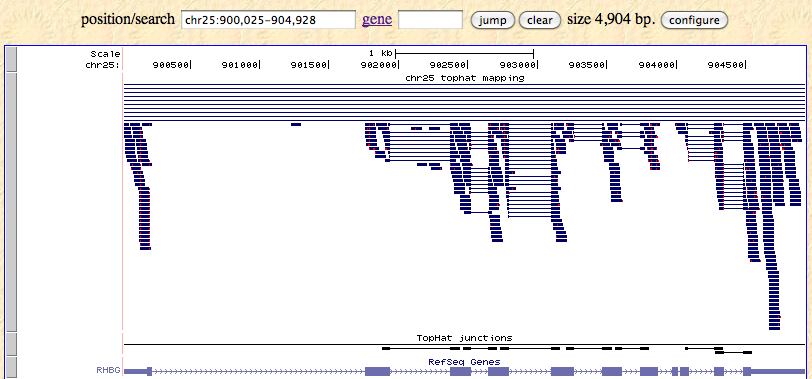 position/search chr25:900,025-904,928 gene jump clear size 4,904 bp. configure
Scale 1 kb
chr25: 900500 901000 901500 902000 902500 903000 903500 904000 904500
chr25 tophat mapping
TopHat junctions
RefSeq Genes
RHBG